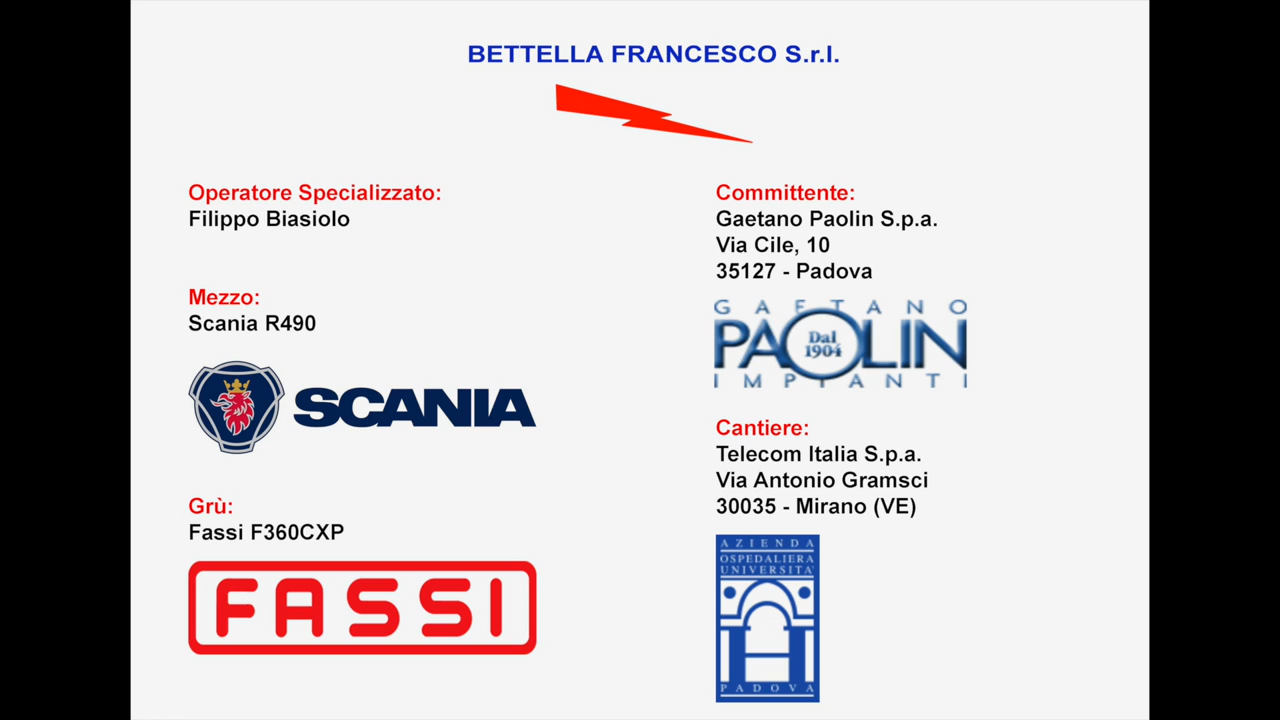 BETTELLA FRANCESCO S.r.l.
Operatore Specializzato:
Filippo Biasiolo
Mezzo:
Scania R490
SCANIA
Grù:
Fassi F360CXP
FASSI
Committente:
Gaetano Paolin S.p.a.
Via Cile, 10
35127 - Padova
GAETANO
PAOLIN
Dal
1904
IMPIANTI
Cantiere:
Telecom Italia S.p.a.
Via Antonio Gramsci
30035 - Mirano (VE)
AZIENDA
OSPEDALIERA
UNIVERSITA'
PADOVA